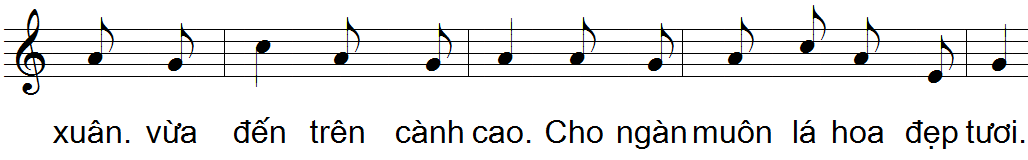 xuân. vừa đến trên cành cao. Cho ngàn muôn lá hoa đẹp tươi.